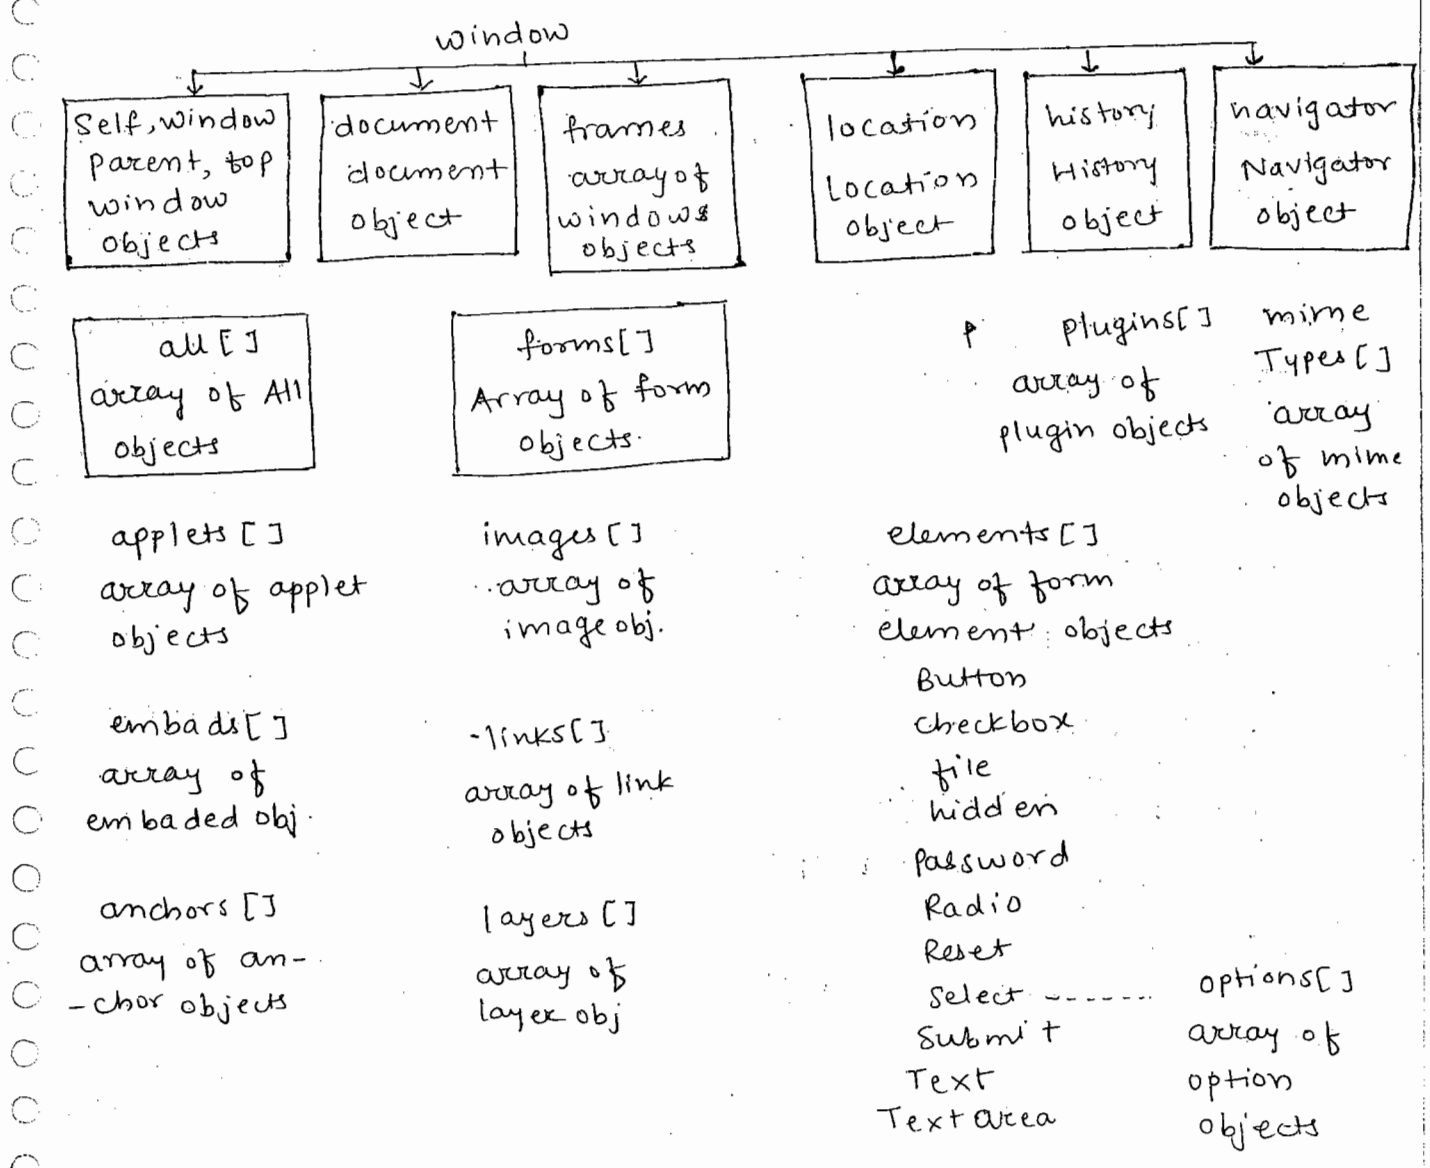 window
Self, window
Parent, top
window
objects
document
document
object
frames
array of
windows
objects
location
Location
object
history
History
object
navigator
Navigator
object
all []
array of All
objects
forms[]
Array of form
objects.
plugins[]
array of
plugin objects
mime
Types[]
array
of mime
objects
applets []
array of applet
objects
images []
array of
image obj.
elements []
array of form
element objects
Button
checkbox
file
hidden
Password
Radio
Reset
Select -------
Submit
Text
Text area
embads[]
array of
embaded obj.
-links[]
array of link
objects
anchors []
array of an-
-chor objects
layers []
array of
layer obj
options[]
array of
option
objects